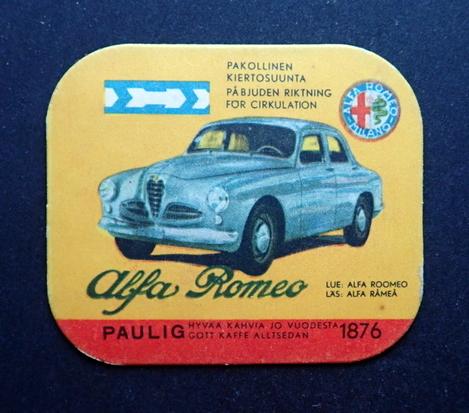 PAKOLLINEN
KIERTOSUUNTA
PÅBJUDEN RIKTNING
FÖR CIRKULATION
ALFA ROMEO
MILANO
Alfa Romeo
LUE: ALFA ROOMEO
LÄS: ALFA RÅMEÅ
PAULIG
HYVÄÄ KAHVIA JO VUODESTA
GOTT KAFFE ALLTSEDAN
1876